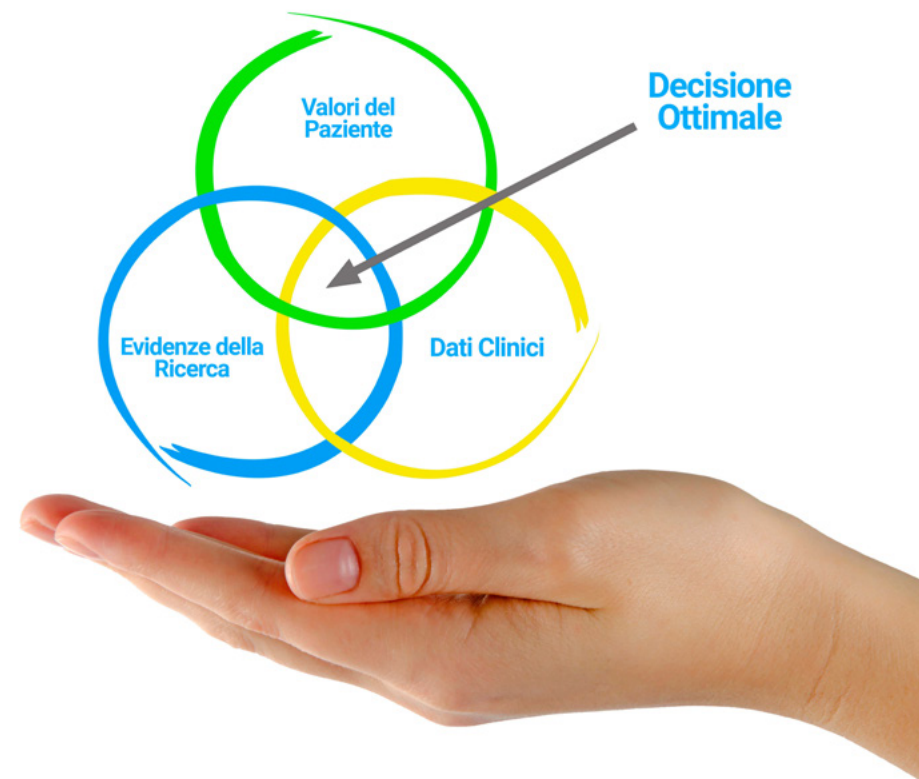 Valori del
Paziente
Decisione
Ottimale
Evidenze della
Ricerca
Dati Clinici